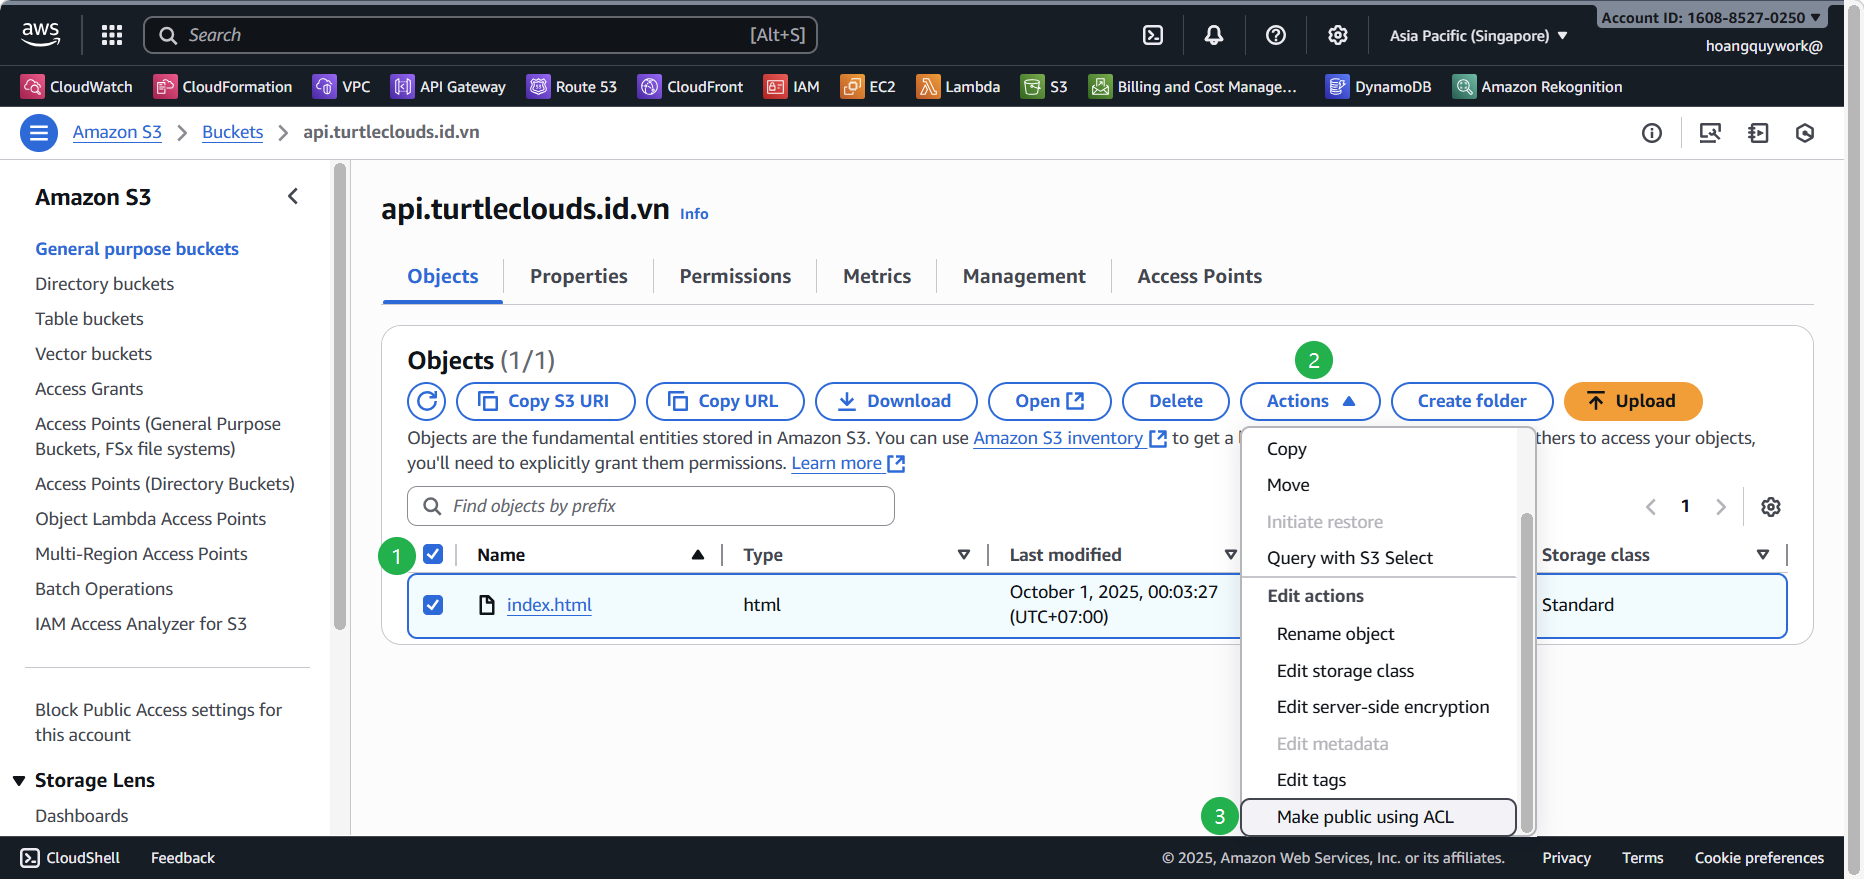 aws
Search
[Alt+S]
Asia Pacific (Singapore)
Account ID: 1608-8527-0250
hoangquywork@
CloudWatch
CloudFormation
VPC
API Gateway
Route 53
CloudFront
IAM
EC2
Lambda
S3
Billing and Cost Manage...
DynamoDB
Amazon Rekognition
Amazon S3
Buckets
api.turtleclouds.id.vn
Amazon S3
General purpose buckets
Directory buckets
Table buckets
Vector buckets
Access Grants
Access Points (General Purpose
Buckets, FSx file systems)
Access Points (Directory Buckets)
Object Lambda Access Points
Multi-Region Access Points
Batch Operations
IAM Access Analyzer for S3
Block Public Access settings for
this account
Storage Lens
Dashboards
api.turtleclouds.id.vn Info
Objects
Properties
Permissions
Metrics
Management
Access Points
Objects (1/1)
2
Copy S3 URI
Copy URL
Download
Open
Delete
Actions
Create folder
Upload
Objects are the fundamental entities stored in Amazon S3. You can use Amazon S3 inventory to get a thers to access your objects,
you'll need to explicitly grant them permissions. Learn more
Find objects by prefix
1
1
Name
Type
Last modified
Storage class
index.html
html
October 1, 2025, 00:03:27
(UTC+07:00)
Standard
Copy
Move
Initiate restore
Query with S3 Select
Edit actions
Rename object
Edit storage class
Edit server-side encryption
Edit metadata
Edit tags
3
Make public using ACL
CloudShell
Feedback
© 2025, Amazon Web Services, Inc. or its affiliates.
Privacy
Terms
Cookie preferences